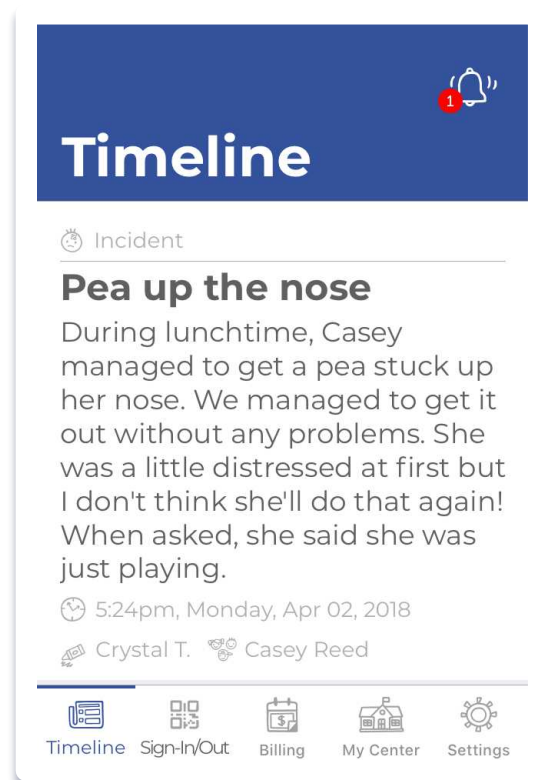 1
Timeline
Incident
Pea up the nose
During lunchtime, Casey
managed to get a pea stuck up
her nose. We managed to get it
out without any problems. She
was a little distressed at first but
I don't think she'll do that again!
When asked, she said she was
just playing.
5:24pm, Monday, Apr 02, 2018
Crystal T. Casey Reed
Timeline Sign-In/Out Billing My Center Settings